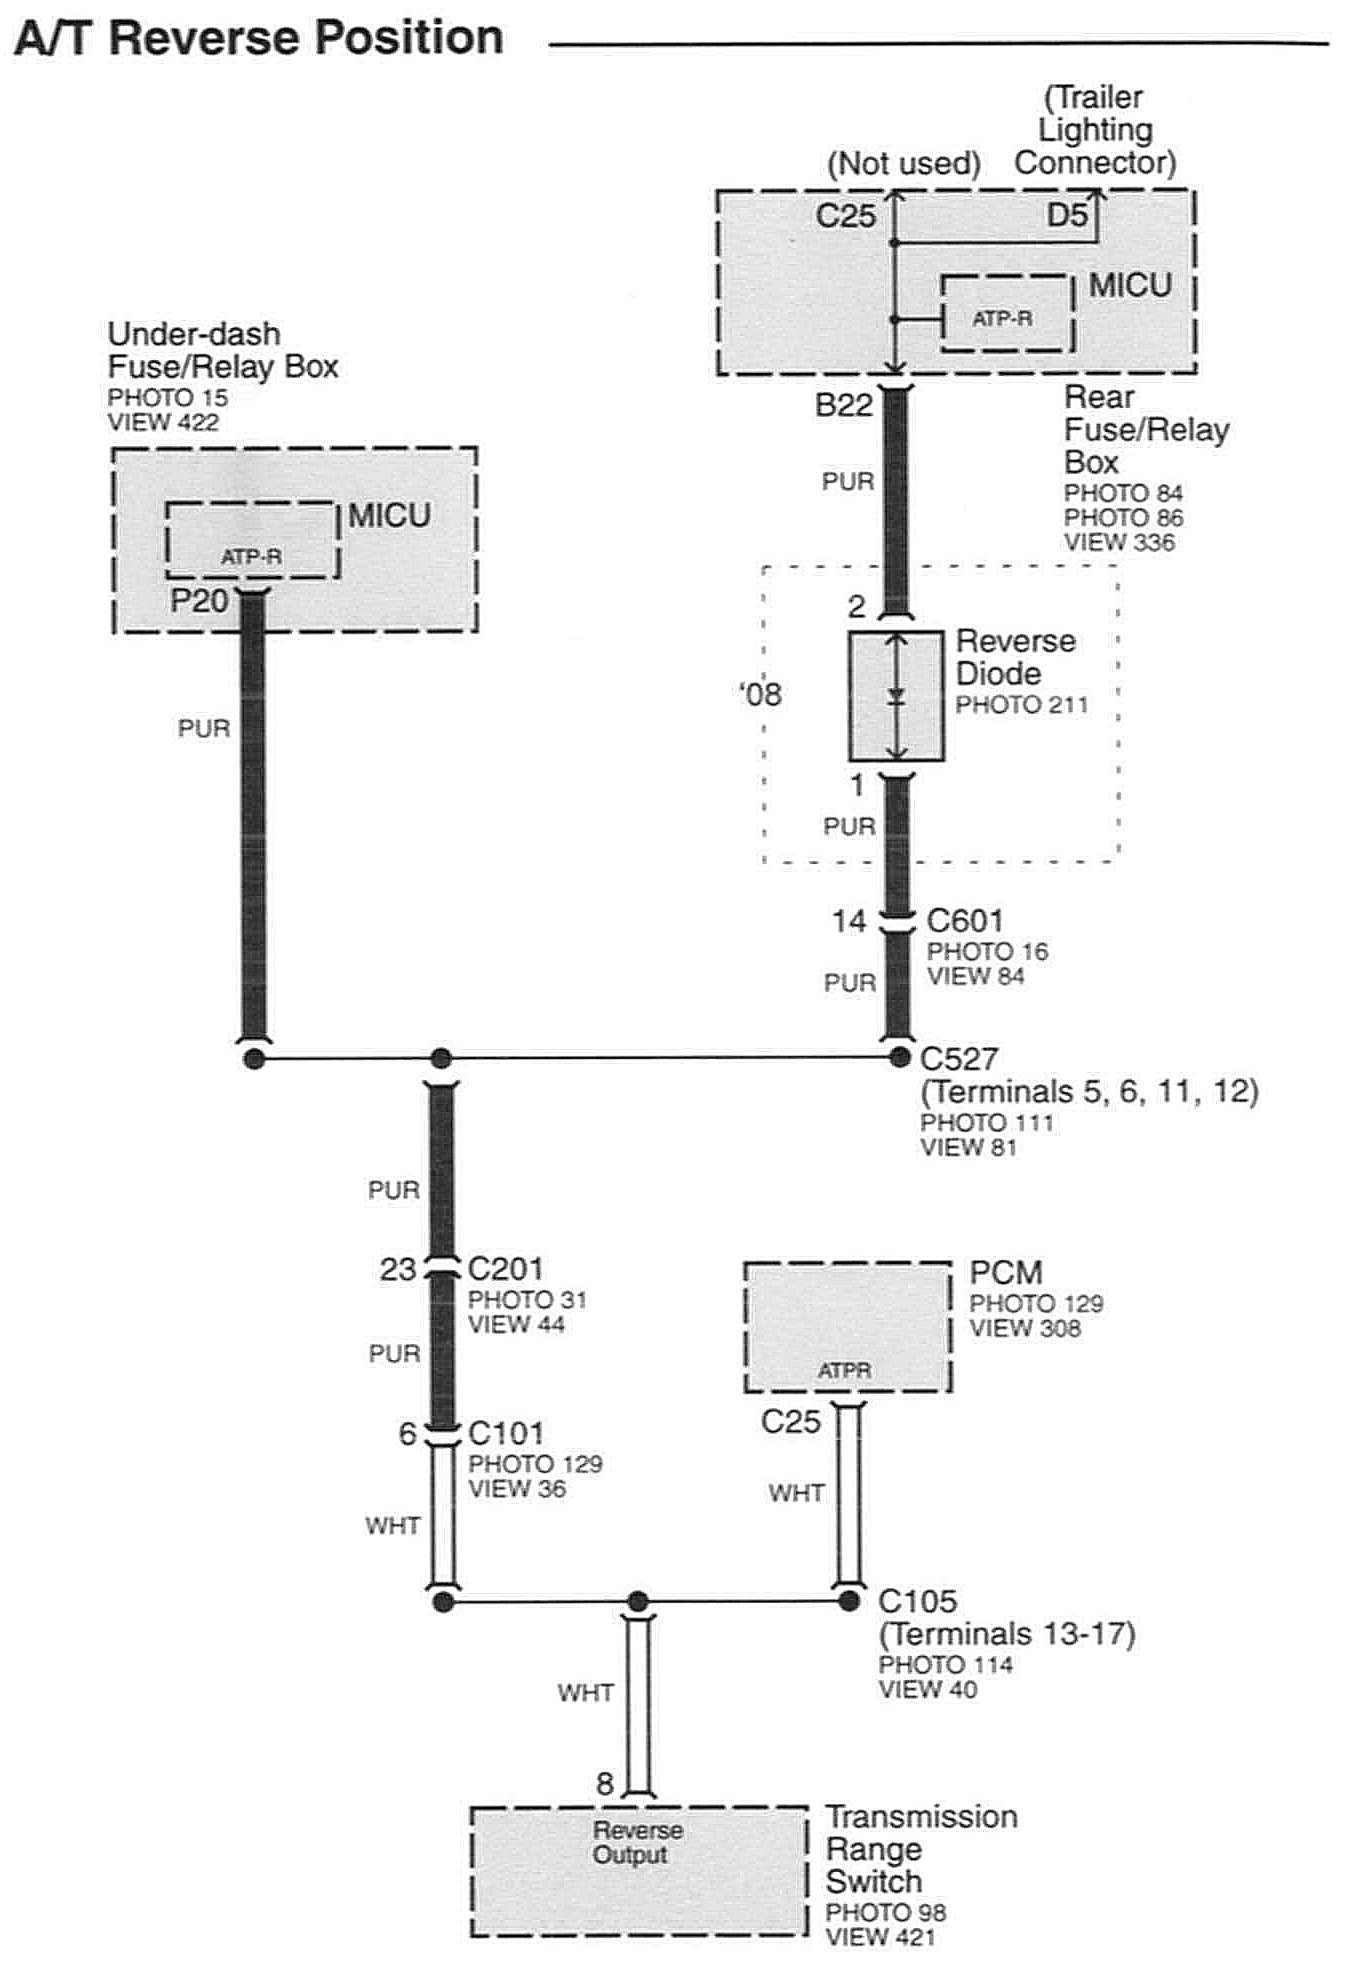 A/T Reverse Position
(Trailer
Lighting
Connector)
(Not used)
C25
D5
MICU
ATP-R
Under-dash
Fuse/Relay Box
PHOTO 15
VIEW 422
MICU
ATP-R
P20
PUR
B22
PUR
Rear
Fuse/Relay
Box
PHOTO 84
PHOTO 86
VIEW 336
2
Reverse
Diode
PHOTO 211
'08
1
PUR
14
C601
PHOTO 16
VIEW 84
PUR
C527
(Terminals 5, 6, 11, 12)
PHOTO 111
VIEW 81
PUR
23
C201
PHOTO 31
VIEW 44
PUR
6
C101
PHOTO 129
VIEW 36
WHT
PCM
PHOTO 129
VIEW 308
ATPR
C25
WHT
C105
(Terminals 13-17)
PHOTO 114
VIEW 40
WHT
8
Reverse
Output
Transmission
Range
Switch
PHOTO 98
VIEW 421